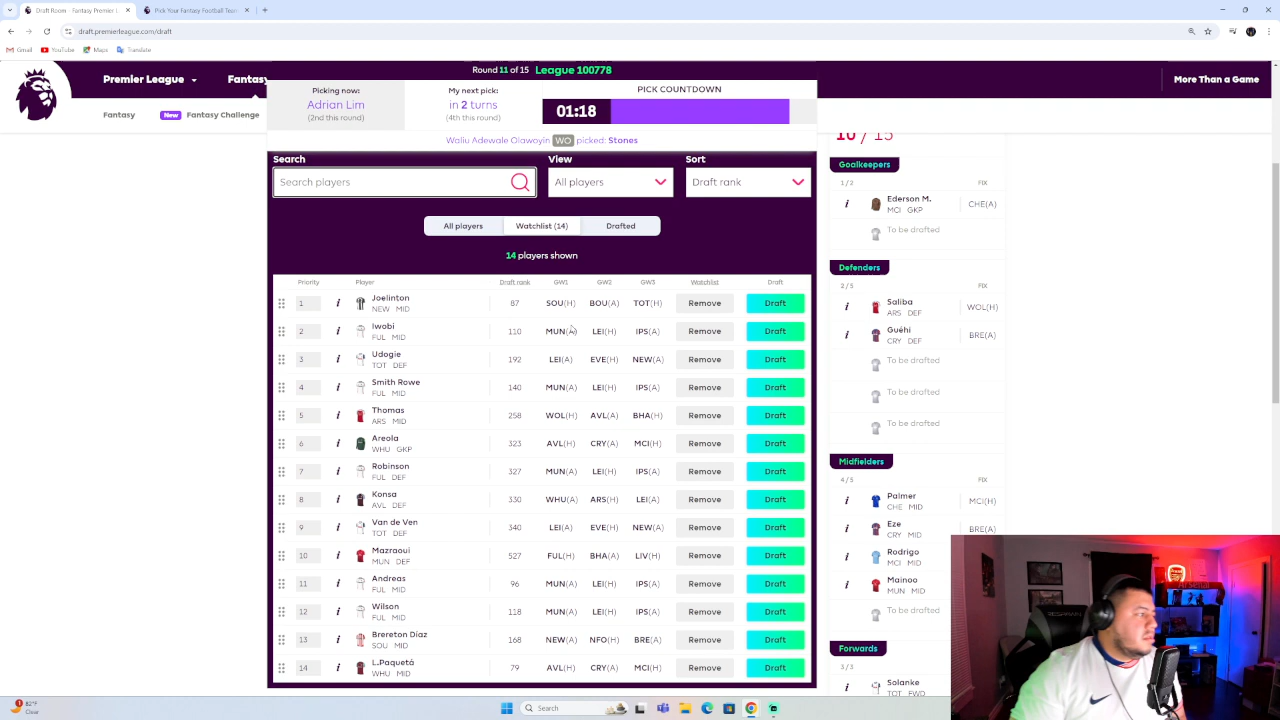 Draft Room - Fantasy Premier L
Pick Your Fantasy Football Team
draft.premierleague.com/draft
Gmail
YouTube
Maps
Translate
Premier League
Fantasy
More Than a Game
Fantasy
New
Fantasy Challenge
Round 11 of 15 League 100778
Picking now:
Adrian Lim
(2nd this round)
My next pick:
in 2 turns
(4th this round)
PICK COUNTDOWN
01:18
Waliu Adewale Olawoyin WO picked: Stones
Search
View
Sort
Search players
All players
Draft rank
All players
Watchlist (14)
Drafted
14 players shown
Priority Player Draft rank GW1 GW2 GW3 Watchlist Draft
1 i Joelinton NEW MID 87 SOU(H) BOU(A) TOT(H) Remove Draft
2 i Iwobi FUL MID 110 MUN(A) LEI(H) IPS(A) Remove Draft
3 i Udogie TOT DEF 192 LEI(A) EVE(H) NEW(A) Remove Draft
4 i Smith Rowe FUL MID 140 MUN(A) LEI(H) IPS(A) Remove Draft
5 i Thomas ARS MID 258 WOL(H) AVL(A) BHA(H) Remove Draft
6 i Areola WHU GKP 323 AVL(H) CRY(A) MCI(H) Remove Draft
7 i Robinson FUL DEF 327 MUN(A) LEI(H) IPS(A) Remove Draft
8 i Konsa AVL DEF 330 WHU(A) ARS(H) LEI(A) Remove Draft
9 i Van de Ven TOT DEF 340 LEI(A) EVE(H) NEW(A) Remove Draft
10 i Mazraoui MUN DEF 527 FUL(H) BHA(A) LIV(H) Remove Draft
11 i Andreas FUL MID 96 MUN(A) LEI(H) IPS(A) Remove Draft
12 i Wilson FUL MID 118 MUN(A) LEI(H) IPS(A) Remove Draft
13 i Brereton Díaz SOU MID 168 NEW(A) NFO(H) BRE(A) Remove Draft
14 i L.Paquetá WHU MID 79 AVL(H) CRY(A) MCI(H) Remove Draft
10 / 15
Goalkeepers
1/2 FIX
i Ederson M. MCI GKP CHE(A)
To be drafted
Defenders
2/5 FIX
i Saliba ARS DEF WOL(H)
i Guéhi CRY DEF BRE(A)
To be drafted
To be drafted
To be drafted
Midfielders
4/5 FIX
i Palmer CHE MID MCI(H)
i Eze CRY MID BRE(A)
i Rodrigo MCI MID
i Mainoo MUN MID
To be drafted
Forwards
3/3
i Solanke TOT FWD
Arsenal
RESPAWN
82°F
Clear
Search